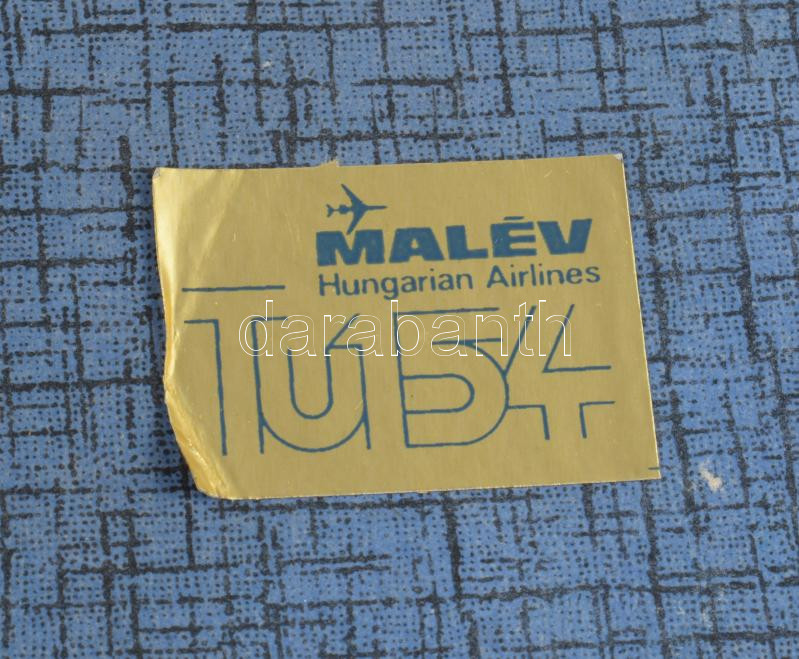 MALÉV
Hungarian Airlines
Tu154
darabanth